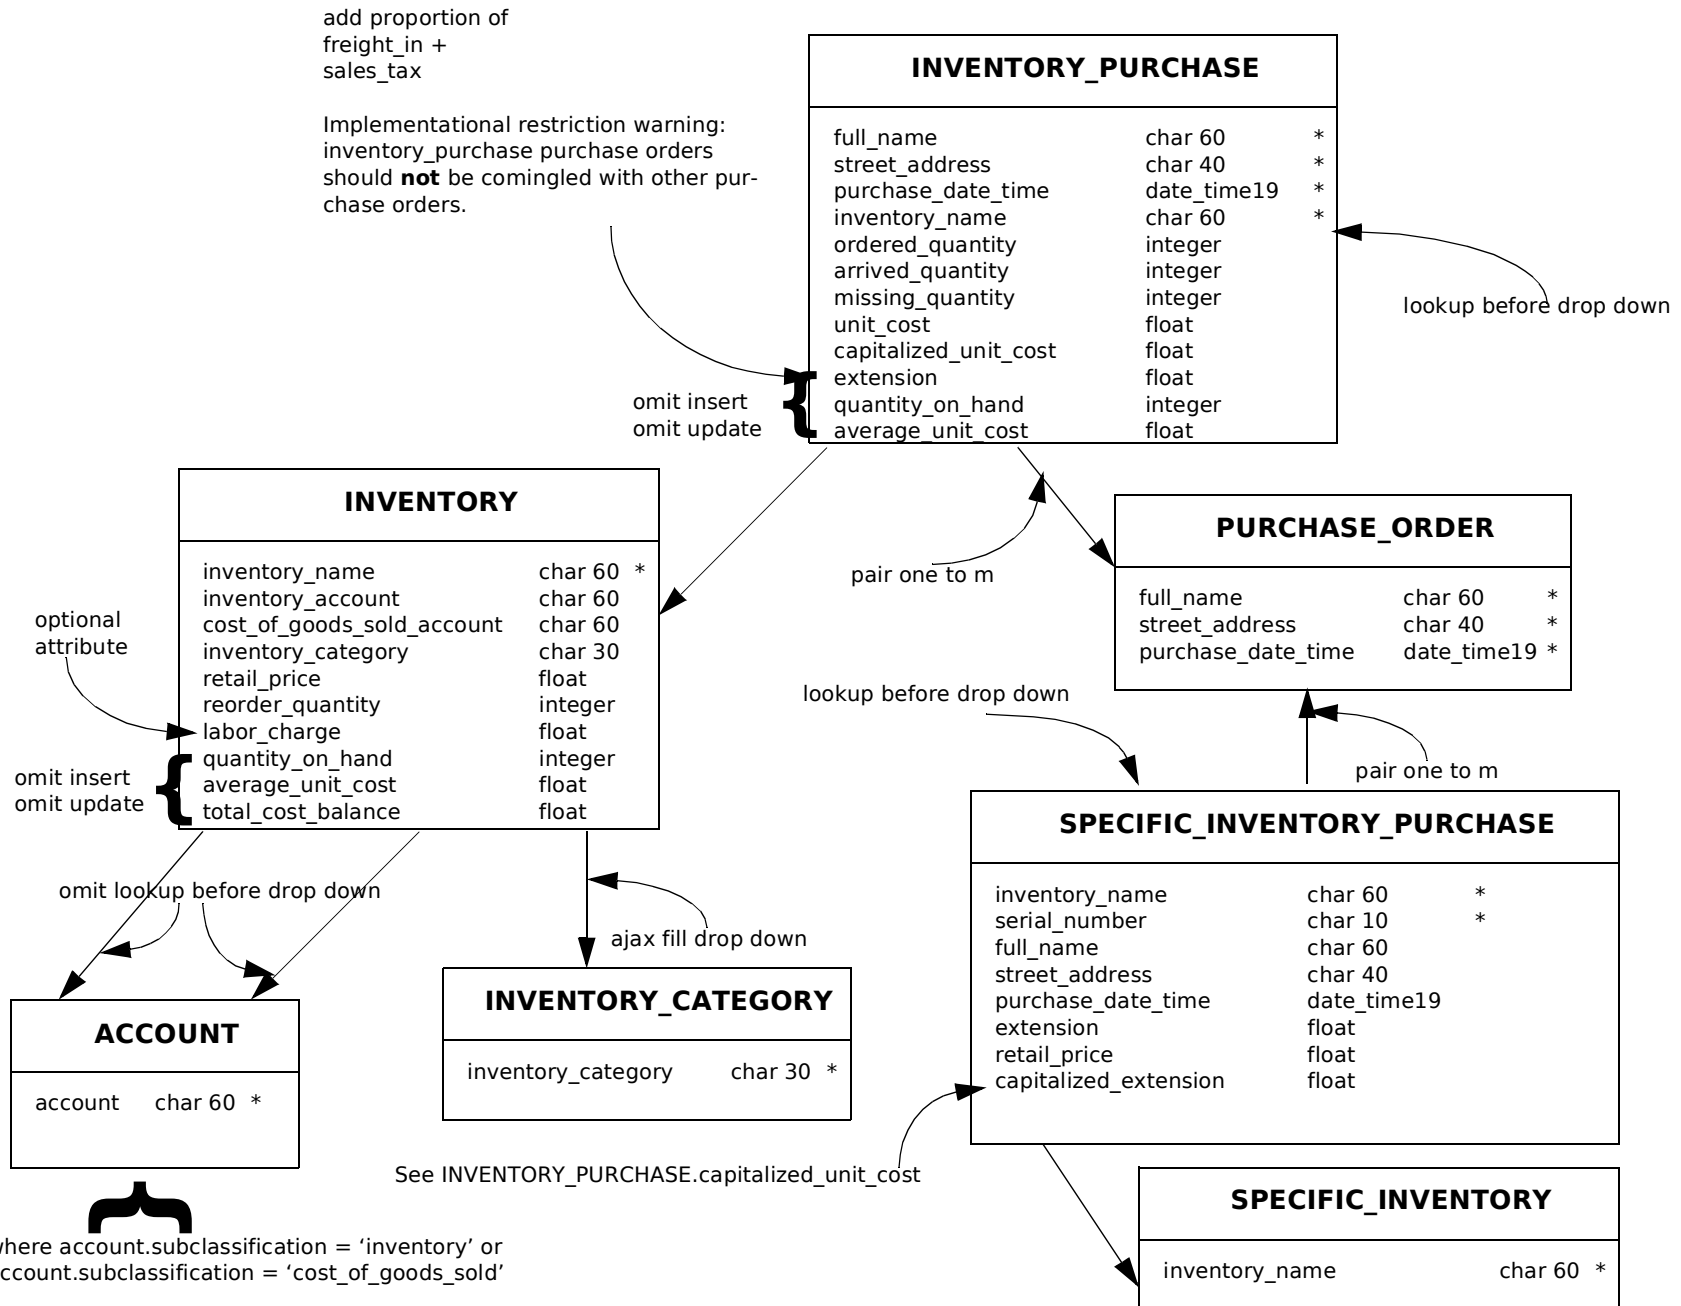 add proportion of
freight_in +
sales_tax
Implementational restriction warning:
inventory_purchase purchase orders
should not be comingled with other pur-
chase orders.
INVENTORY_PURCHASE
full_name char 60 *
street_address char 40 *
purchase_date_time date_time19 *
inventory_name char 60 *
ordered_quantity integer
arrived_quantity integer
missing_quantity integer
unit_cost float
capitalized_unit_cost float
extension float
quantity_on_hand integer
average_unit_cost float
lookup before drop down
omit insert
omit update
INVENTORY
inventory_name char 60 *
inventory_account char 60
cost_of_goods_sold_account char 60
inventory_category char 30
retail_price float
reorder_quantity integer
labor_charge float
quantity_on_hand integer
average_unit_cost float
total_cost_balance float
optional
attribute
omit insert
omit update
pair one to m
PURCHASE_ORDER
full_name char 60 *
street_address char 40 *
purchase_date_time date_time19 *
lookup before drop down
pair one to m
SPECIFIC_INVENTORY_PURCHASE
inventory_name char 60 *
serial_number char 10 *
full_name char 60
street_address char 40
purchase_date_time date_time19
extension float
retail_price float
capitalized_extension float
omit lookup before drop down
ajax fill drop down
ACCOUNT
account char 60 *
INVENTORY_CATEGORY
inventory_category char 30 *
See INVENTORY_PURCHASE.capitalized_unit_cost
where account.subclassification = ‘inventory’ or
account.subclassification = ‘cost_of_goods_sold’
SPECIFIC_INVENTORY
inventory_name char 60 *